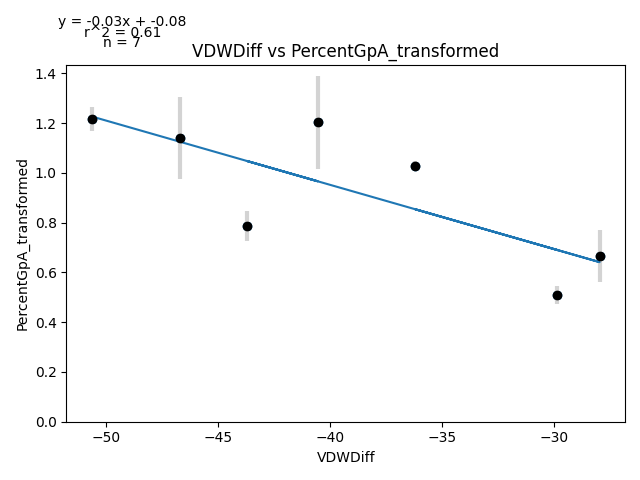 y = -0.03x + -0.08
r^2 = 0.61
n = 7
VDWDiff vs PercentGpA_transformed
1.4
1.2
1.0
0.8
0.6
0.4
0.2
0.0
PercentGpA_transformed
−50
−45
−40
−35
−30
VDWDiff